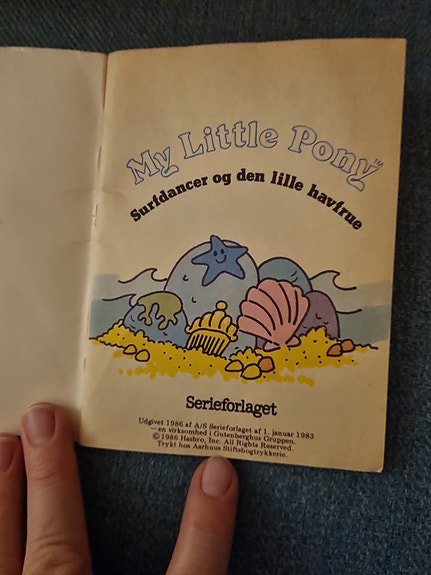 My Little Pony™
Surfdancer og den lille havfrue
Serieforlaget
Udgivet 1986 af A/S Serieforlaget af 1. januar 1983
— en virksomhed i Gutenberghus Gruppen.
© 1986 Hasbro, Inc. All Rights Reserved.
Trykt hos Aarhuus Stiftsbogtrykkerie.